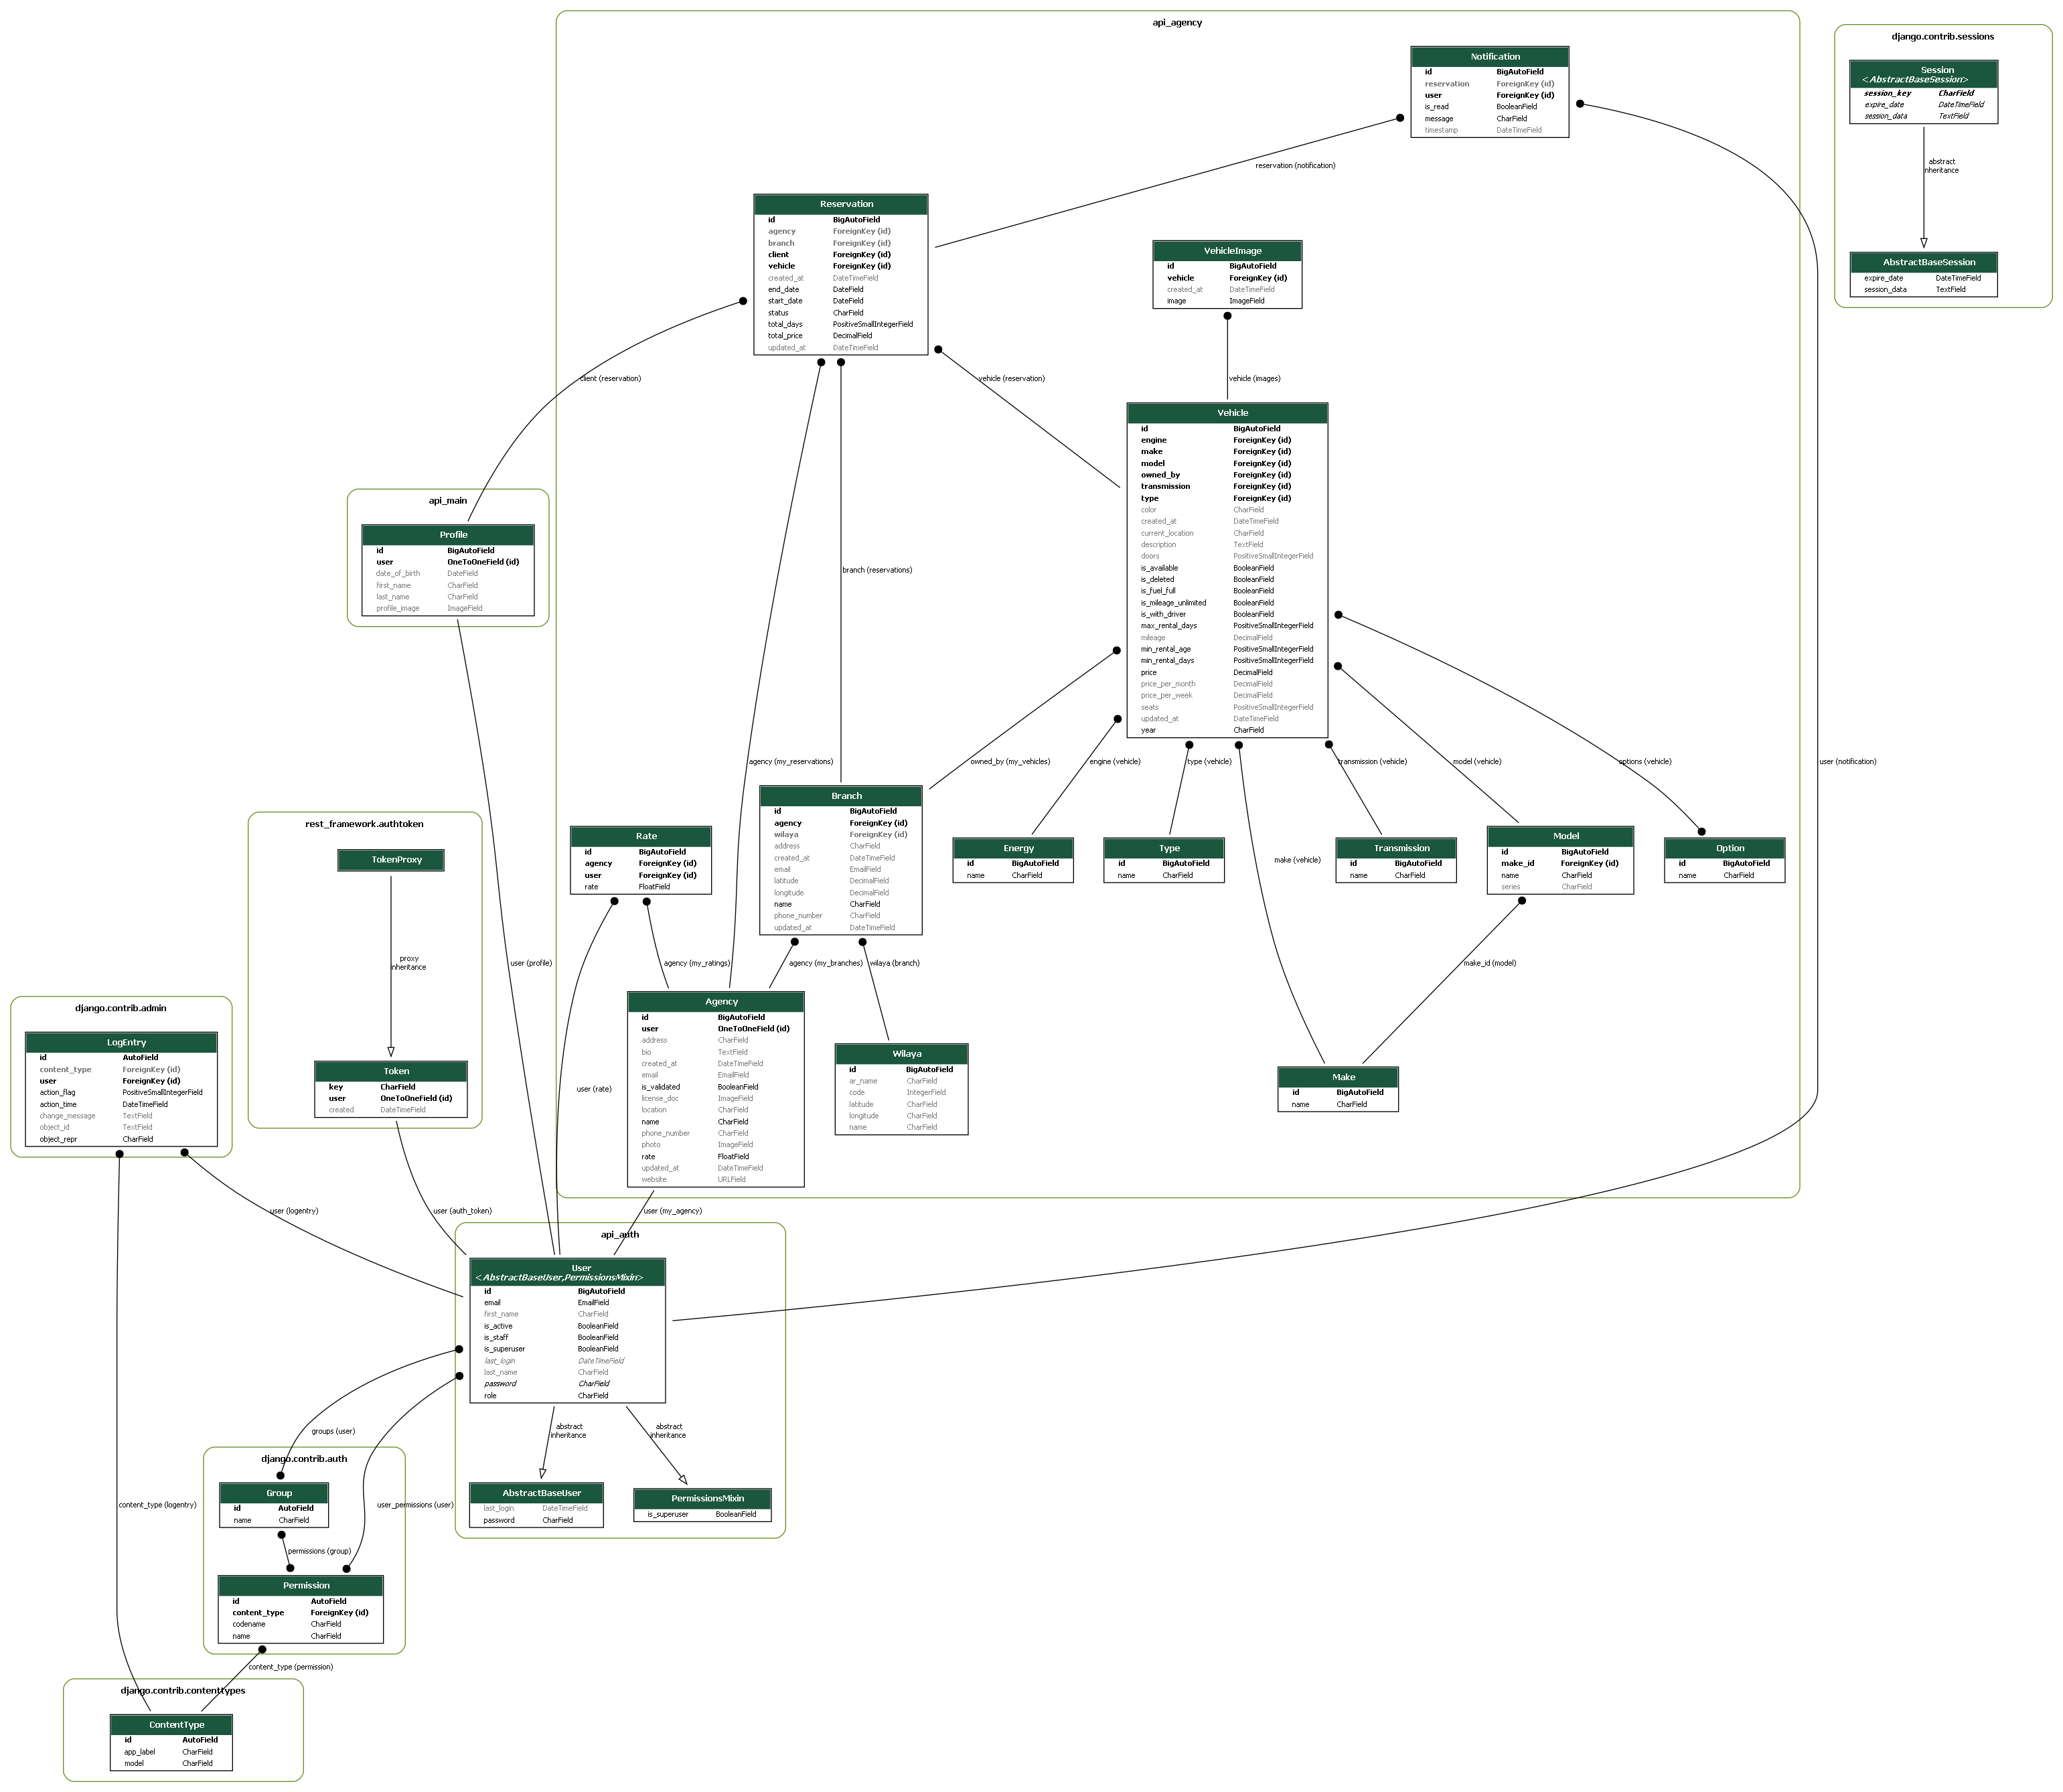 api_agency
Notification
id BigAutoField
reservation ForeignKey (id)
user ForeignKey (id)
is_read BooleanField
message CharField
timestamp DateTimeField
django.contrib.sessions
Session
<AbstractBaseSession>
session_key CharField
expire_date DateTimeField
session_data TextField
abstract
inheritance
AbstractBaseSession
expire_date DateTimeField
session_data TextField
reservation (notification)
Reservation
id BigAutoField
agency ForeignKey (id)
branch ForeignKey (id)
client ForeignKey (id)
vehicle ForeignKey (id)
created_at DateTimeField
end_date DateField
start_date DateField
status CharField
total_days PositiveSmallIntegerField
total_price DecimalField
updated_at DateTimeField
VehicleImage
id BigAutoField
vehicle ForeignKey (id)
created_at DateTimeField
image ImageField
client (reservation)
vehicle (reservation)
vehicle (images)
Vehicle
id BigAutoField
engine ForeignKey (id)
make ForeignKey (id)
model ForeignKey (id)
owned_by ForeignKey (id)
transmission ForeignKey (id)
type ForeignKey (id)
color CharField
created_at DateTimeField
current_location CharField
description TextField
doors PositiveSmallIntegerField
is_available BooleanField
is_deleted BooleanField
is_fuel_full BooleanField
is_mileage_unlimited BooleanField
is_with_driver BooleanField
max_rental_days PositiveSmallIntegerField
mileage DecimalField
min_rental_age PositiveSmallIntegerField
min_rental_days PositiveSmallIntegerField
price DecimalField
price_per_month DecimalField
price_per_week DecimalField
seats PositiveSmallIntegerField
updated_at DateTimeField
year CharField
api_main
Profile
id BigAutoField
user OneToOneField (id)
date_of_birth DateField
first_name CharField
last_name CharField
profile_image ImageField
branch (reservations)
agency (my_reservations)
owned_by (my_vehicles)
engine (vehicle)
type (vehicle)
transmission (vehicle)
model (vehicle)
options (vehicle)
user (notification)
Branch
id BigAutoField
agency ForeignKey (id)
wilaya ForeignKey (id)
address CharField
created_at DateTimeField
email EmailField
latitude DecimalField
longitude DecimalField
name CharField
phone_number CharField
updated_at DateTimeField
Rate
id BigAutoField
agency ForeignKey (id)
user ForeignKey (id)
rate FloatField
Energy
id BigAutoField
name CharField
Type
id BigAutoField
name CharField
make (vehicle)
Transmission
id BigAutoField
name CharField
Model
id BigAutoField
make_id ForeignKey (id)
name CharField
series CharField
Option
id BigAutoField
name CharField
rest_framework.authtoken
TokenProxy
proxy
inheritance
Token
key CharField
user OneToOneField (id)
created DateTimeField
user (profile)
agency (my_ratings)
agency (my_branches)
wilaya (branch)
make_id (model)
django.contrib.admin
LogEntry
id AutoField
content_type ForeignKey (id)
user ForeignKey (id)
action_flag PositiveSmallIntegerField
action_time DateTimeField
change_message TextField
object_id TextField
object_repr CharField
user (rate)
Agency
id BigAutoField
user OneToOneField (id)
address CharField
bio TextField
created_at DateTimeField
email EmailField
is_validated BooleanField
license_doc ImageField
location CharField
name CharField
phone_number CharField
photo ImageField
rate FloatField
updated_at DateTimeField
website URLField
Wilaya
id BigAutoField
ar_name CharField
code IntegerField
latitude CharField
longitude CharField
name CharField
Make
id BigAutoField
name CharField
user (logentry)
user (auth_token)
user (my_agency)
api_auth
User
<AbstractBaseUser,PermissionsMixin>
id BigAutoField
email EmailField
first_name CharField
is_active BooleanField
is_staff BooleanField
is_superuser BooleanField
last_login DateTimeField
last_name CharField
password CharField
role CharField
abstract
inheritance
abstract
inheritance
AbstractBaseUser
last_login DateTimeField
password CharField
PermissionsMixin
is_superuser BooleanField
groups (user)
django.contrib.auth
Group
id AutoField
name CharField
content_type (logentry)
user_permissions (user)
permissions (group)
Permission
id AutoField
content_type ForeignKey (id)
codename CharField
name CharField
content_type (permission)
django.contrib.contenttypes
ContentType
id AutoField
app_label CharField
model CharField